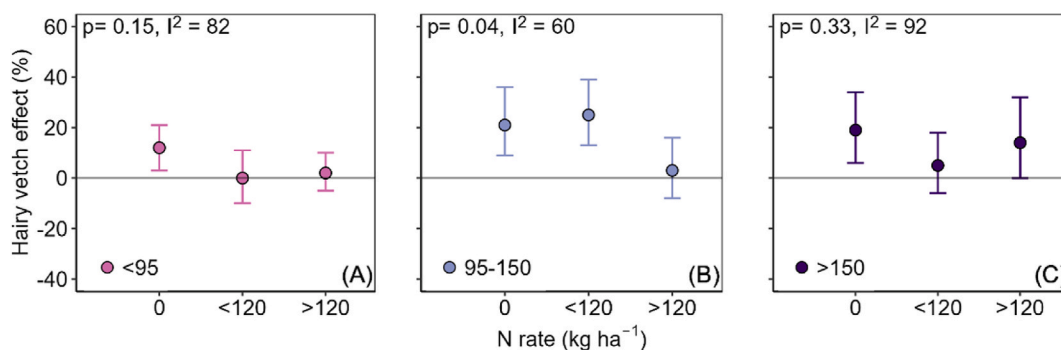 Hairy vetch effect (%)
60
40
20
0
-20
-40
p= 0.15, I² = 82
<95
(A)
0 <120 >120
p= 0.04, I² = 60
95-150
(B)
0 <120 >120
p= 0.33, I² = 92
>150
(C)
0 <120 >120
N rate (kg ha⁻¹)